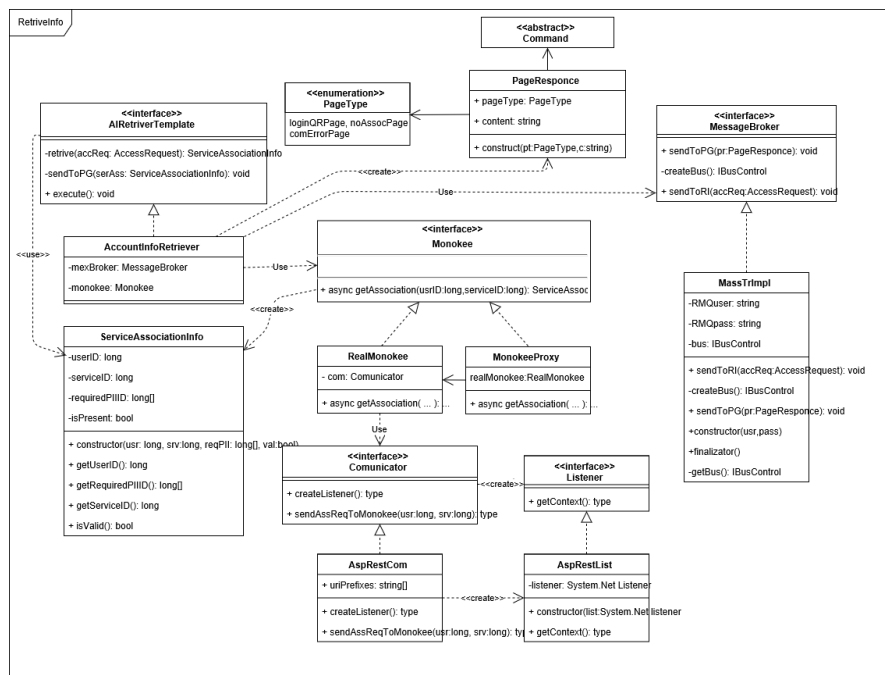 RetriveInfo
<<abstract>>
Command
PageResponce
+ pageType: PageType
+ content: string
+ construct(pt:PageType,c:string)
<<enumeration>>
PageType
loginQRPage, noAssocPage
comErrorPage
<<interface>>
AIRetriverTemplate
-retrive(accReq: AccessRequest): ServiceAssociationInfo
-sendToPG(serAss: ServiceAssociationInfo): void
+ execute(): void
<<interface>>
MessageBroker
+ sendToPG(pr:PageResponce): void
-createBus(): IBusControl
+ sendToRI(accReq:AccessRequest): void
<<create>>
Use
<<use>>
AccountInfoRetriever
-mexBroker: MessageBroker
-monokee: Monokee
Use
<<interface>>
Monokee
+ async getAssociation(usrID:long,serviceID:long): ServiceAssoc
<<create>>
MassTrImpl
-RMQuser: string
-RMQpass: string
-bus: IBusControl
+ sendToRI(accReq:AccessRequest): void
-createBus(): IBusControl
+ sendToPG(pr:PageResponce): void
+constructor(usr,pass)
+finalizator()
-getBus(): IBusControl
ServiceAssociationInfo
-userID: long
-serviceID: long
-requiredPIIID: long[]
-isPresent: bool
+ constructor(usr: long, srv:long, reqPII: long[], val:bool)
+ getUserID(): long
+ getRequiredPIIID(): long[]
+ getServiceID(): long
+ isValid(): bool
RealMonokee
- com: Comunicator
+ async getAssociation( ... ): ...
MonokeeProxy
realMonokee:RealMonokee
+ async getAssociation( ... ): ...
Use
<<interface>>
Comunicator
+ createListener(): type
+ sendAssReqToMonokee(usr:long, srv:long): type
<<create>>
<<interface>>
Listener
+ getContext(): type
AspRestCom
+ uriPrefixes: string[]
+ createListener(): type
+ sendAssReqToMonokee(usr:long, srv:long): typ
<<create>>
AspRestList
-listener: System.Net Listener
+ constructor(list:System.Net listener
+ getContext(): type